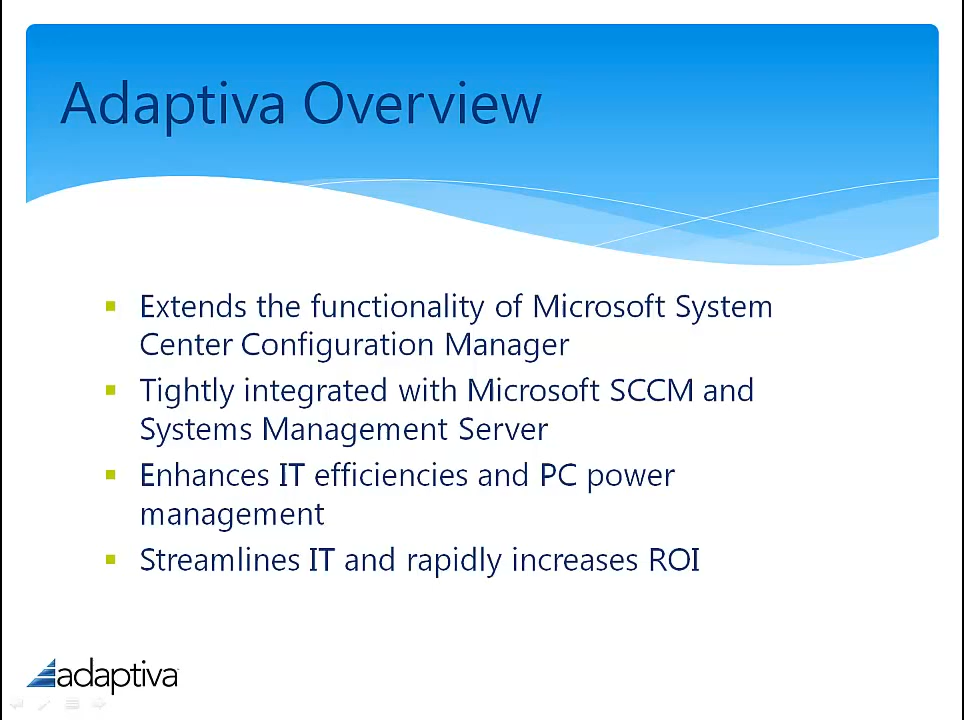 Adaptiva Overview
Extends the functionality of Microsoft System
Center Configuration Manager
Tightly integrated with Microsoft SCCM and
Systems Management Server
Enhances IT efficiencies and PC power
management
Streamlines IT and rapidly increases ROI
adaptiva